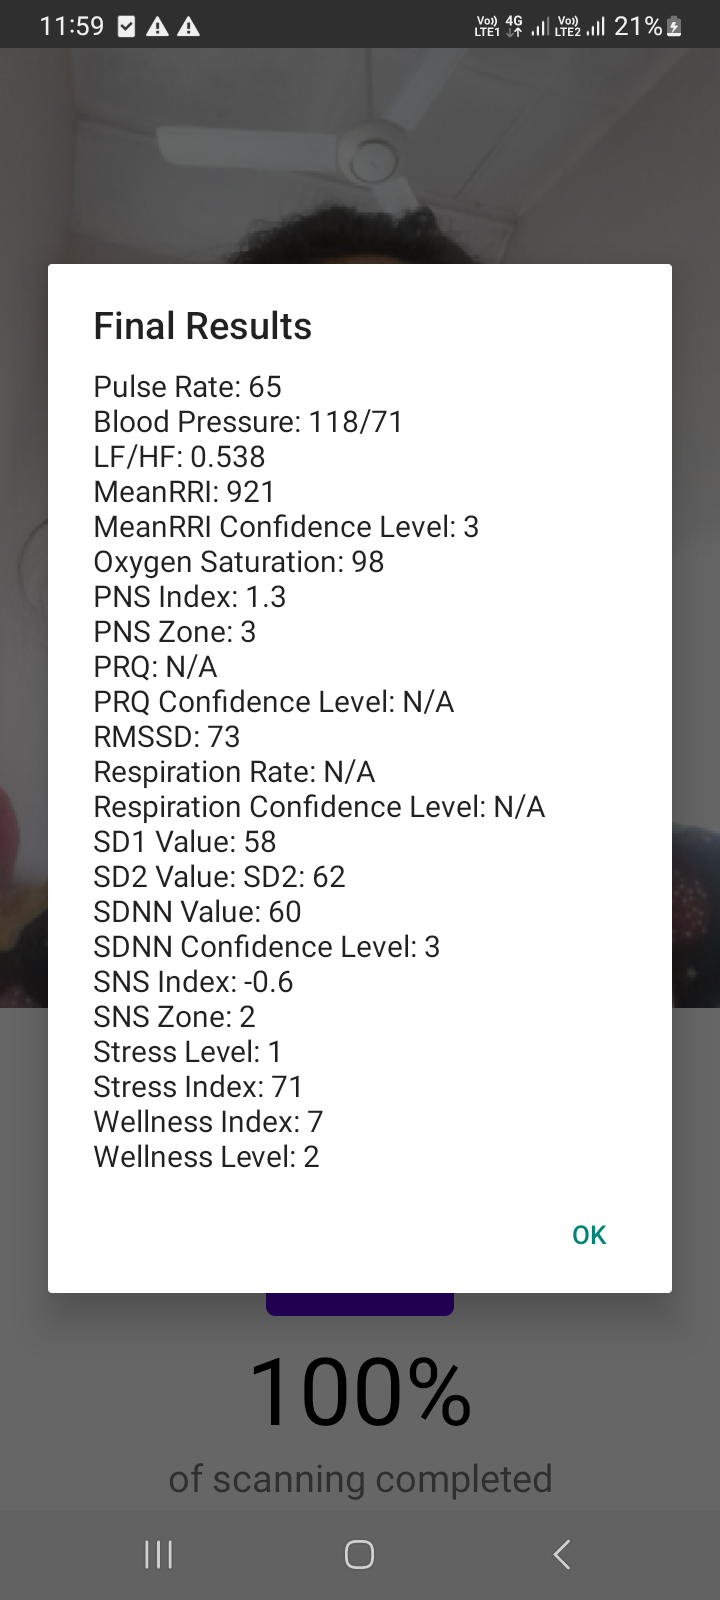 11:59 Vo)) LTE1 4G Vo)) LTE2 21%
Final Results
Pulse Rate: 65
Blood Pressure: 118/71
LF/HF: 0.538
MeanRRI: 921
MeanRRI Confidence Level: 3
Oxygen Saturation: 98
PNS Index: 1.3
PNS Zone: 3
PRQ: N/A
PRQ Confidence Level: N/A
RMSSD: 73
Respiration Rate: N/A
Respiration Confidence Level: N/A
SD1 Value: 58
SD2 Value: SD2: 62
SDNN Value: 60
SDNN Confidence Level: 3
SNS Index: -0.6
SNS Zone: 2
Stress Level: 1
Stress Index: 71
Wellness Index: 7
Wellness Level: 2
OK
100%
of scanning completed